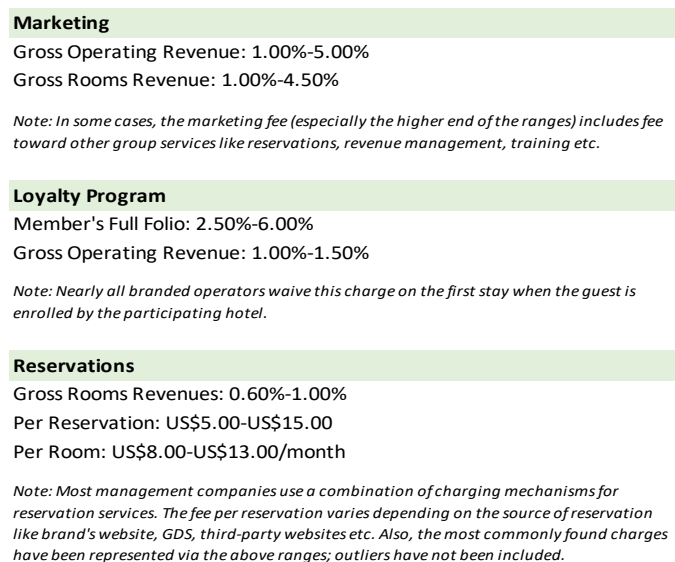 Marketing
Gross Operating Revenue: 1.00%-5.00%
Gross Rooms Revenue: 1.00%-4.50%
Note: In some cases, the marketing fee (especially the higher end of the ranges) includes fee
toward other group services like reservations, revenue management, training etc.
Loyalty Program
Member's Full Folio: 2.50%-6.00%
Gross Operating Revenue: 1.00%-1.50%
Note: Nearly all branded operators waive this charge on the first stay when the guest is
enrolled by the participating hotel.
Reservations
Gross Rooms Revenues: 0.60%-1.00%
Per Reservation: US$5.00-US$15.00
Per Room: US$8.00-US$13.00/month
Note: Most management companies use a combination of charging mechanisms for
reservation services. The fee per reservation varies depending on the source of reservation
like brand's website, GDS, third-party websites etc. Also, the most commonly found charges
have been represented via the above ranges; outliers have not been included.